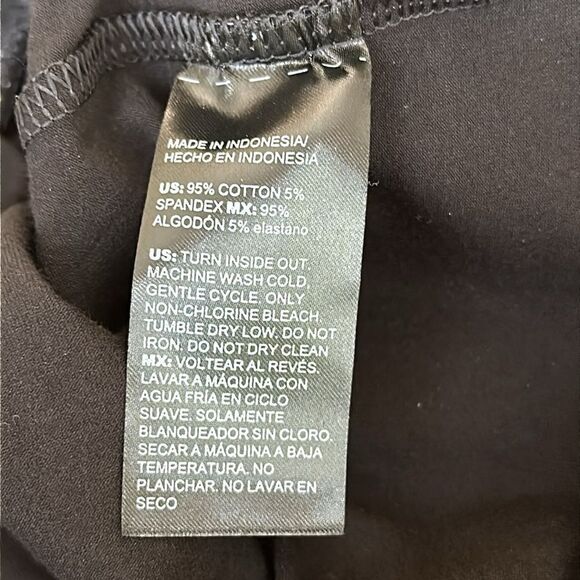 MADE IN INDONESIA/
HECHO EN INDONESIA
US: 95% COTTON 5%
SPANDEX MX: 95%
ALGODÓN 5% elastano
US: TURN INSIDE OUT.
MACHINE WASH COLD,
GENTLE CYCLE. ONLY
NON-CHLORINE BLEACH.
TUMBLE DRY LOW. DO NOT
IRON. DO NOT DRY CLEAN
MX: VOLTEAR AL REVÉS.
LAVAR A MÁQUINA CON
AGUA FRÍA EN CICLO
SUAVE. SOLAMENTE
BLANQUEADOR SIN CLORO.
SECAR A MÁQUINA A BAJA
TEMPERATURA. NO
PLANCHAR. NO LAVAR EN
SECO